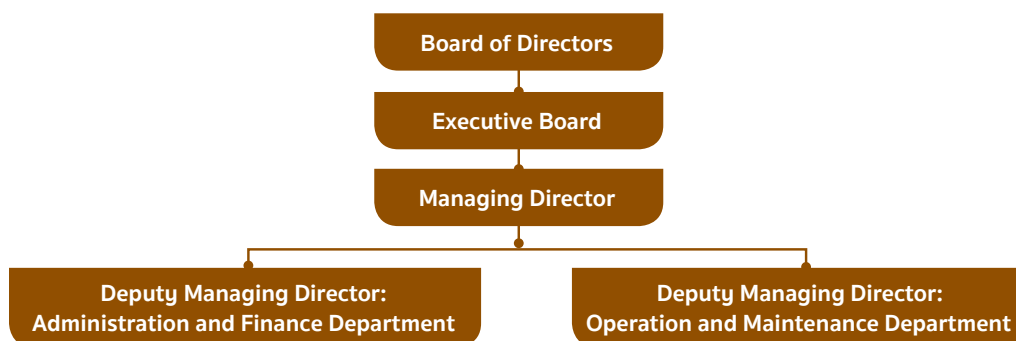 Board of Directors
Executive Board
Managing Director
Deputy Managing Director:
Administration and Finance Department
Deputy Managing Director:
Operation and Maintenance Department